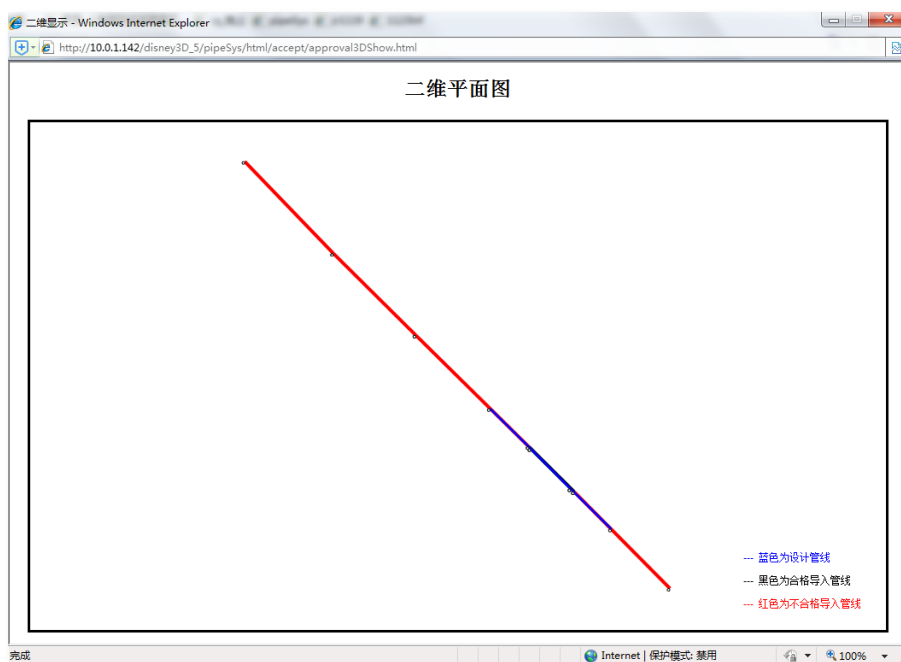 二维显示 - Windows Internet Explorer
http://10.0.1.142/disney3D_5/pipeSys/html/accept/approval3DShow.html
二维平面图
--- 蓝色为设计管线
--- 黑色为合格导入管线
--- 红色为不合格导入管线
完成
Internet | 保护模式: 禁用
100%